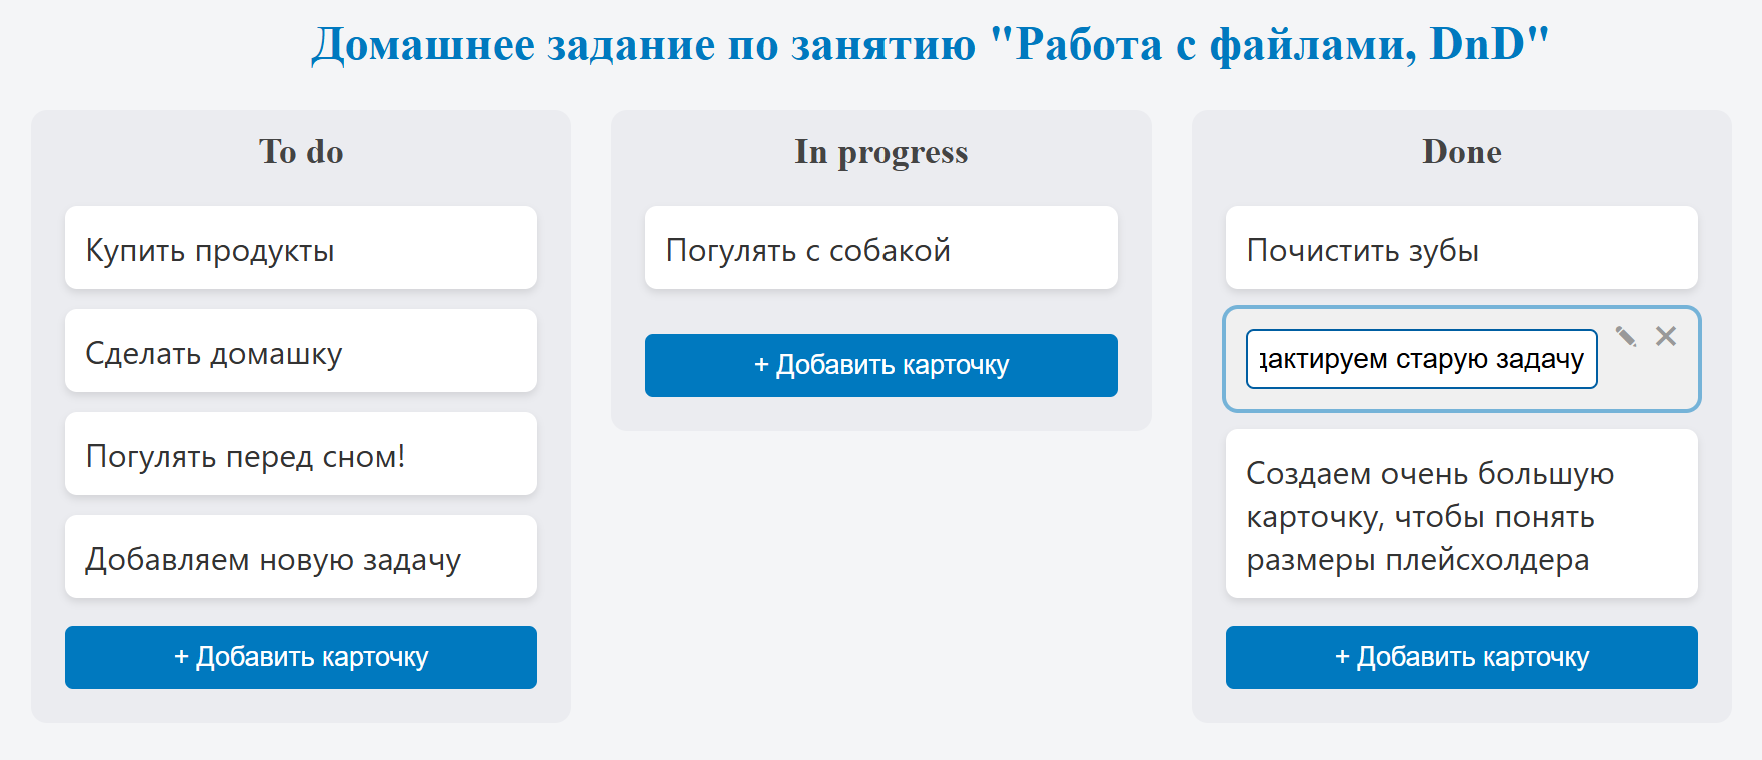 Домашнее задание по занятию "Работа с файлами, DnD"
To do
Купить продукты
Сделать домашку
Погулять перед сном!
Добавляем новую задачу
+ Добавить карточку
In progress
Погулять с собакой
+ Добавить карточку
Done
Почистить зубы
старую задачу
Создаем очень большую
карточку, чтобы понять
размеры плейсхолдера
+ Добавить карточку